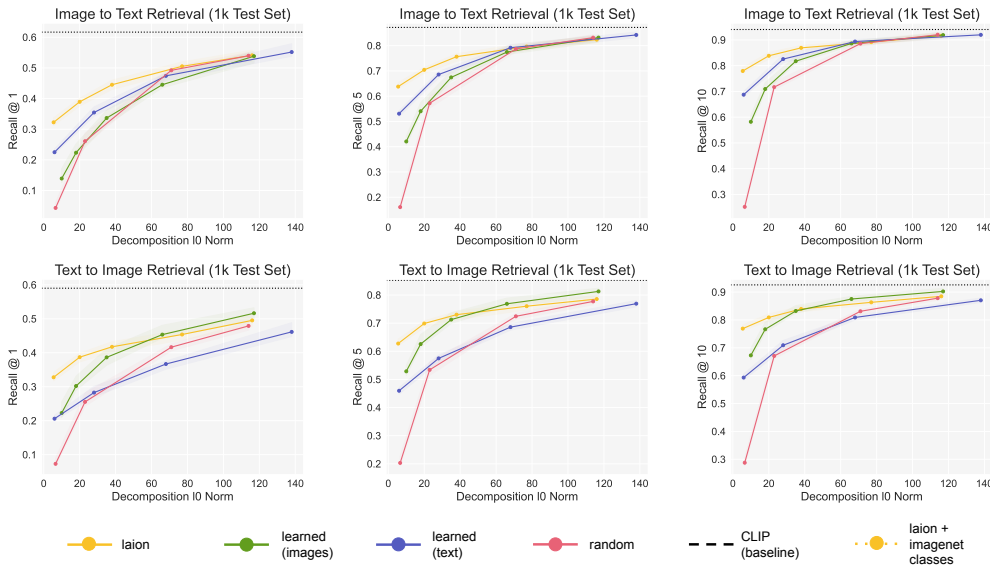 Image to Text Retrieval (1k Test Set)
Recall @ 1
0.6
0.5
0.4
0.3
0.2
0.1
0 20 40 60 80 100 120 140
Decomposition l0 Norm
Image to Text Retrieval (1k Test Set)
Recall @ 5
0.8
0.7
0.6
0.5
0.4
0.3
0.2
0 20 40 60 80 100 120 140
Decomposition l0 Norm
Image to Text Retrieval (1k Test Set)
Recall @ 10
0.9
0.8
0.7
0.6
0.5
0.4
0.3
0 20 40 60 80 100 120 140
Decomposition l0 Norm
Text to Image Retrieval (1k Test Set)
Recall @ 1
0.6
0.5
0.4
0.3
0.2
0.1
0 20 40 60 80 100 120 140
Decomposition l0 Norm
Text to Image Retrieval (1k Test Set)
Recall @ 5
0.8
0.7
0.6
0.5
0.4
0.3
0.2
0 20 40 60 80 100 120 140
Decomposition l0 Norm
Text to Image Retrieval (1k Test Set)
Recall @ 10
0.9
0.8
0.7
0.6
0.5
0.4
0.3
0 20 40 60 80 100 120 140
Decomposition l0 Norm
laion
learned
(images)
learned
(text)
random
CLIP
(baseline)
laion +
imagenet
classes